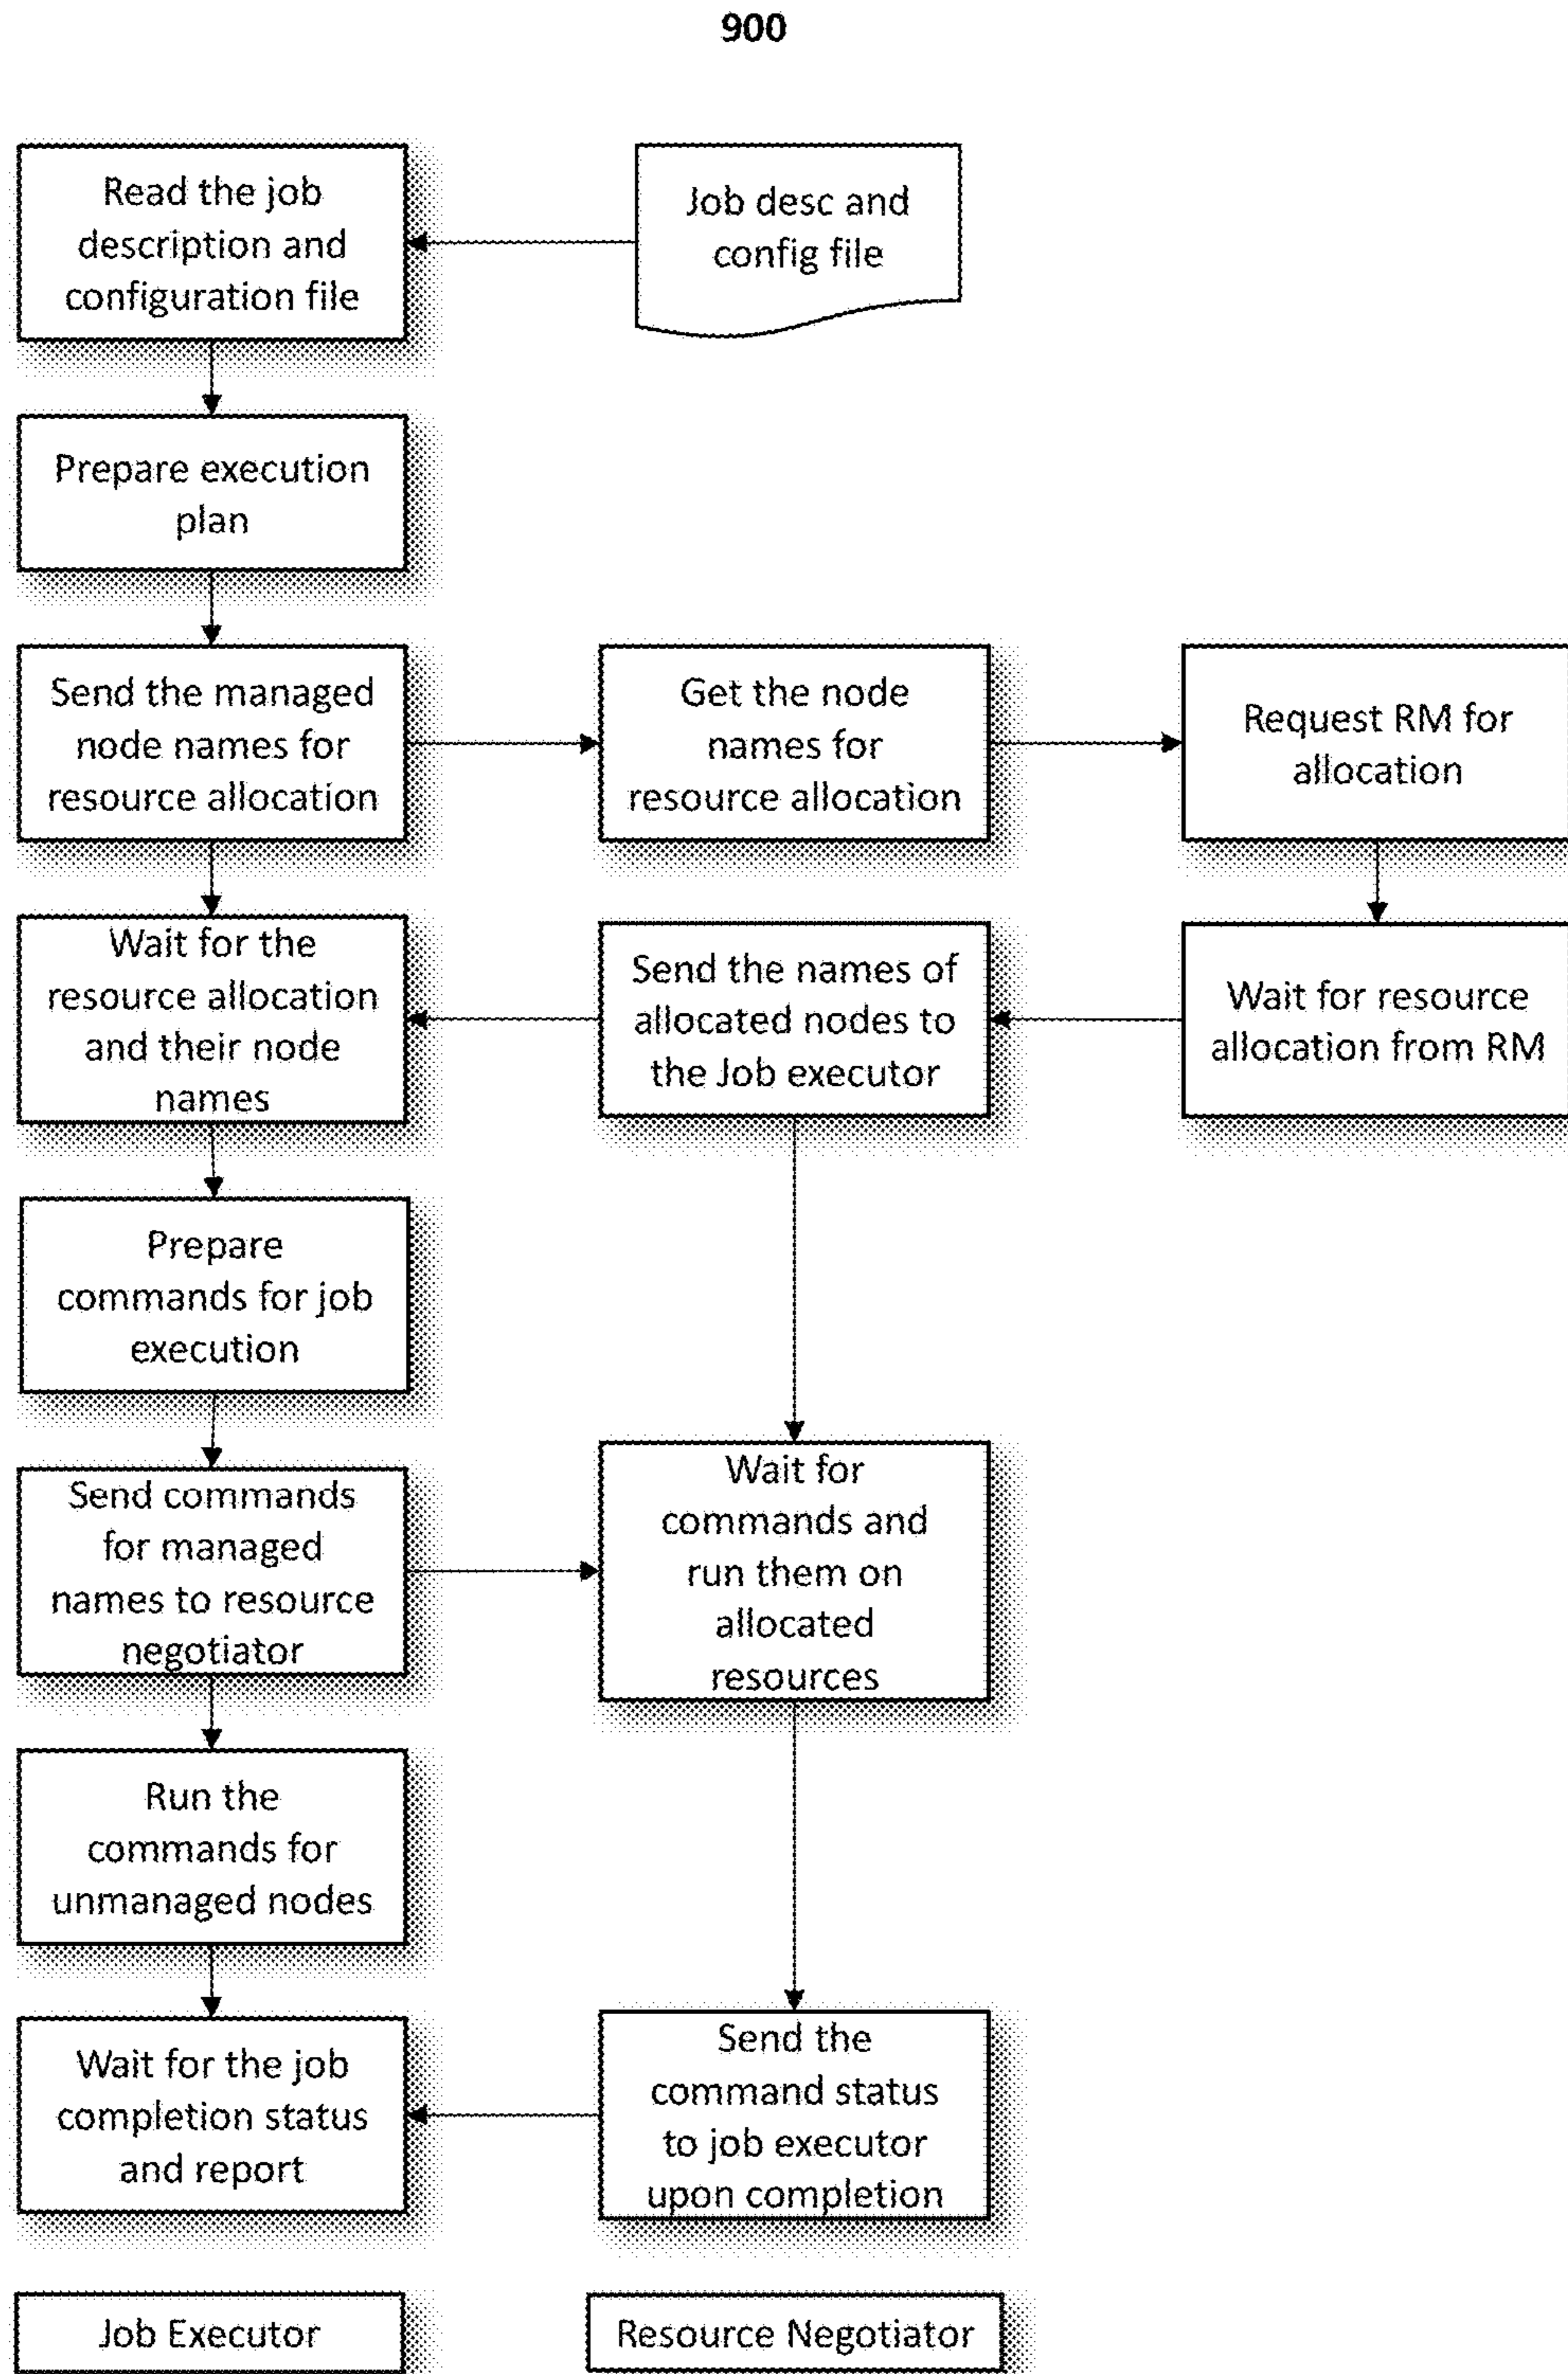 900
Read the job
description and
configuration file
Job desc and
config file
Prepare execution
plan
Send the managed
node names for
resource allocation
Get the node
names for
resource allocation
Request RM for
allocation
Wait for the
resource allocation
and their node
names
Send the names of
allocated nodes to
the Job executor
Wait for resource
allocation from RM
Prepare
commands for job
execution
Send commands
for managed
names to resource
negotiator
Wait for
commands and
run them on
allocated
resources
Run the
commands for
unmanaged nodes
Wait for the job
completion status
and report
Send the
command status
to job executor
upon completion
Job Executor
Resource Negotiator